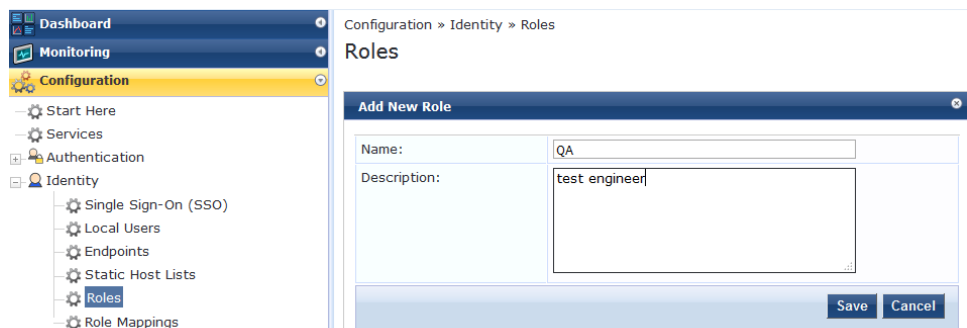 Dashboard
Monitoring
Configuration
Start Here
Services
Authentication
Identity
Single Sign-On (SSO)
Local Users
Endpoints
Static Host Lists
Roles
Role Mappings
Configuration » Identity » Roles
Roles
Add New Role
Name: QA
Description: test engineer
Save Cancel